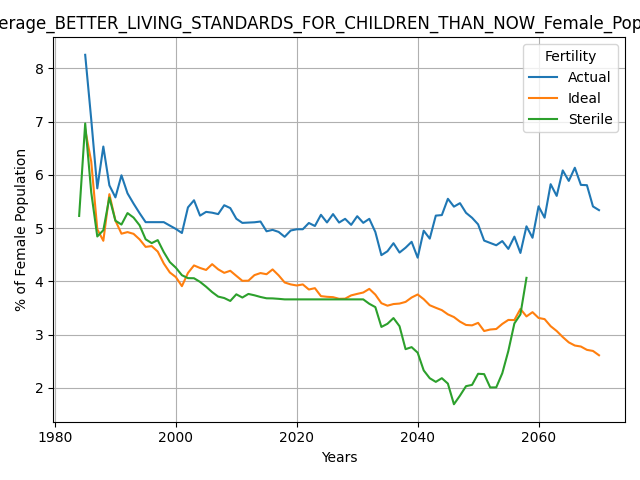 erage_BETTER_LIVING_STANDARDS_FOR_CHILDREN_THAN_NOW_Female_Pop
Fertility
Actual
Ideal
Sterile
% of Female Population
8
7
6
5
4
3
2
1980
2000
2020
2040
2060
Years